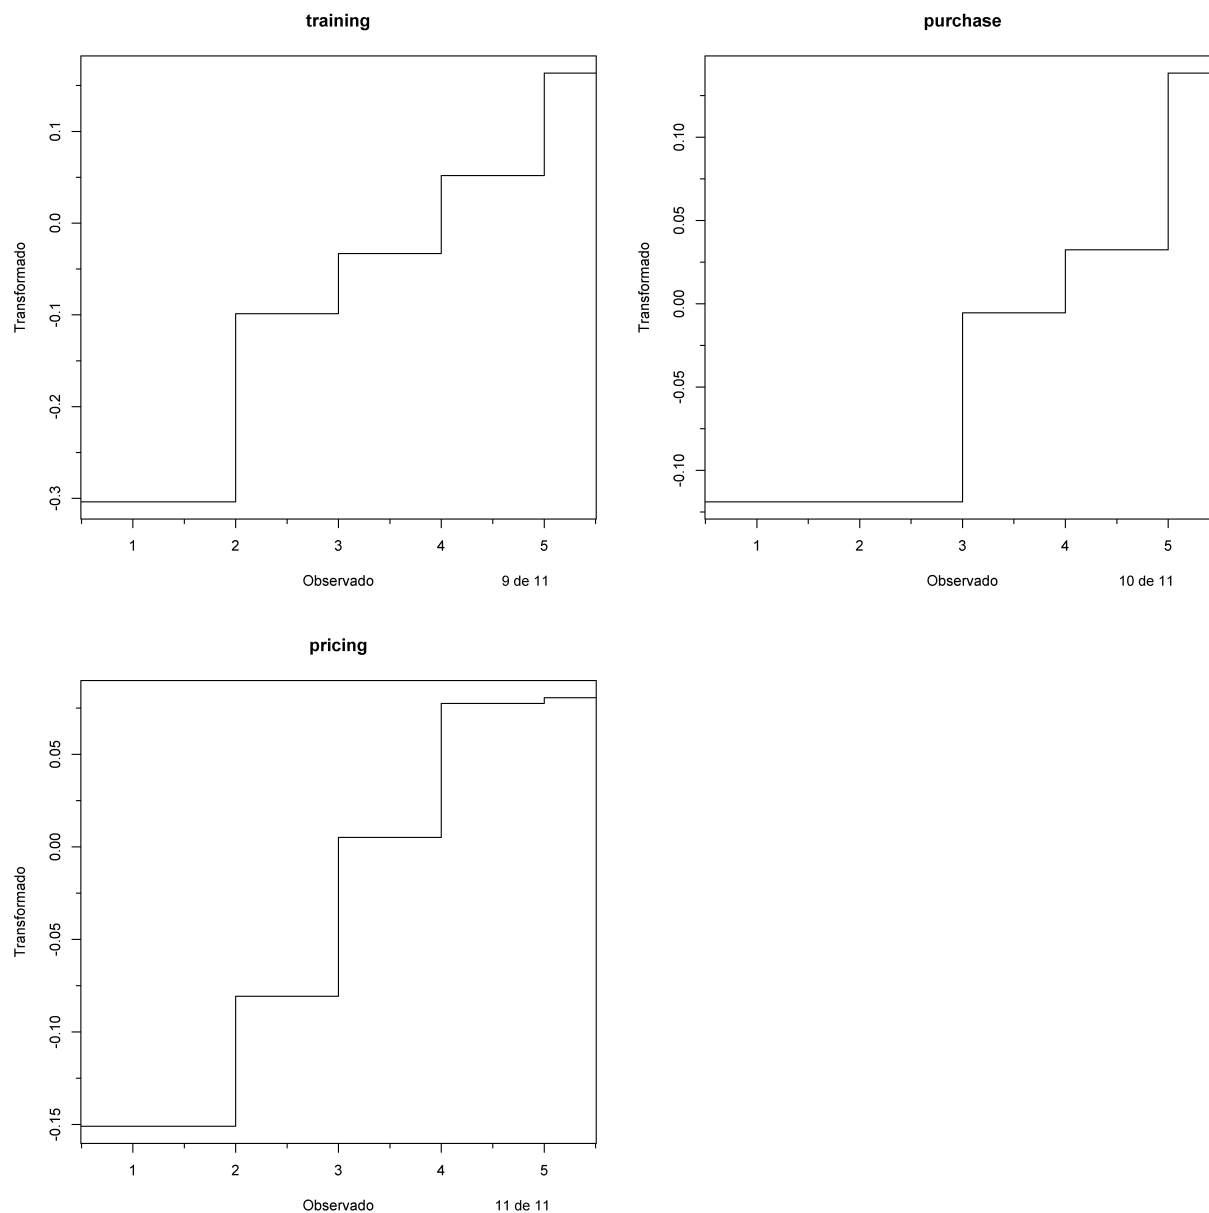 training
0.1
0.0
-0.1
-0.2
-0.3
Transformado
1 2 3 4 5
Observado 9 de 11
purchase
0.10
0.05
0.00
-0.05
-0.10
Transformado
1 2 3 4 5
Observado 10 de 11
pricing
0.05
0.00
-0.05
-0.10
-0.15
Transformado
1 2 3 4 5
Observado 11 de 11